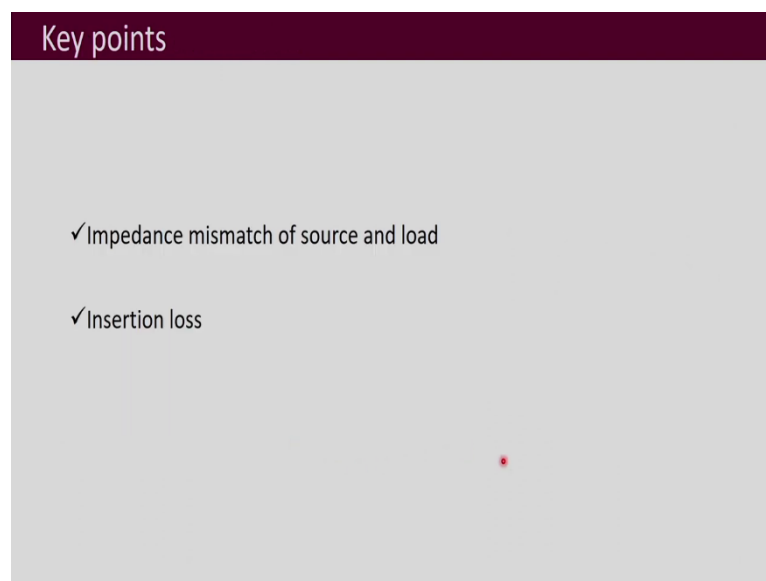 Key points
✓Impedance mismatch of source and load
✓Insertion loss